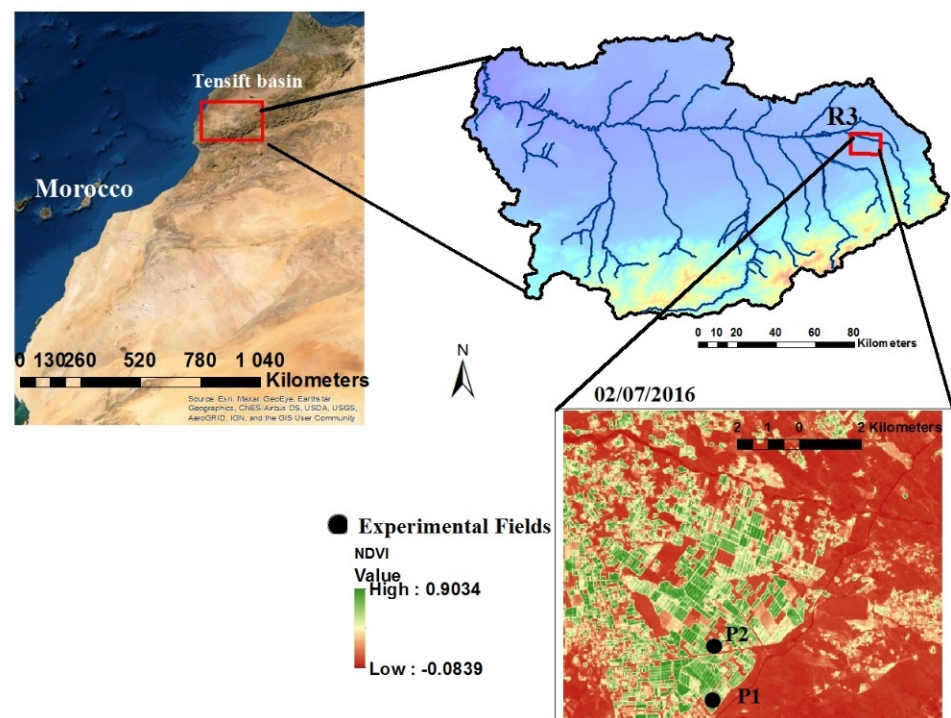 Tensift basin
Morocco
0 130 260 520 780 1 040
Kilometers
Source: Esri, Maxar, GeoEye, Earthstar
Geographics, CNES/Airbus DS, USDA, USGS,
AeroGRID, IGN, and the GIS User Community
R3
0 10 20 40 60 80
Kilometers
N
02/07/2016
2 1 0 2 Kilometers
P2
P1
Experimental Fields
NDVI
Value
High : 0.9034
Low : -0.0839